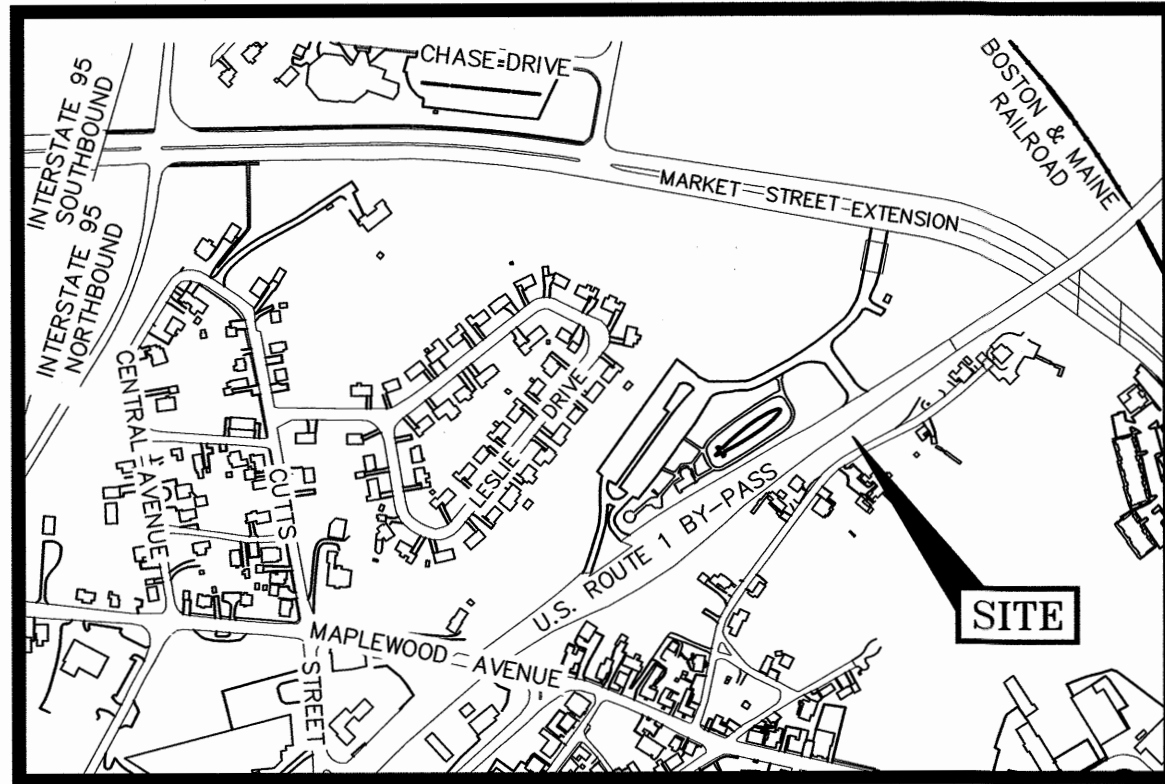 CHASE DRIVE
BOSTON & MAINE
RAILROAD
INTERSTATE 95
SOUTHBOUND
INTERSTATE 95
NORTHBOUND
MARKET STREET EXTENSION
CENTRAL
AVENUE
CUTTS
STREET
LESLIE DRIVE
U.S. ROUTE 1 BY-PASS
MAPLEWOOD AVENUE
SITE